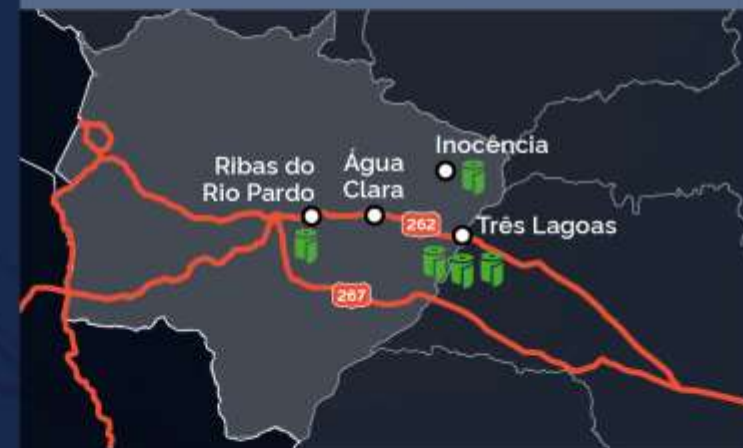 Inocência
Ribas do
Rio Pardo
Água
Clara
262
Três Lagoas
267